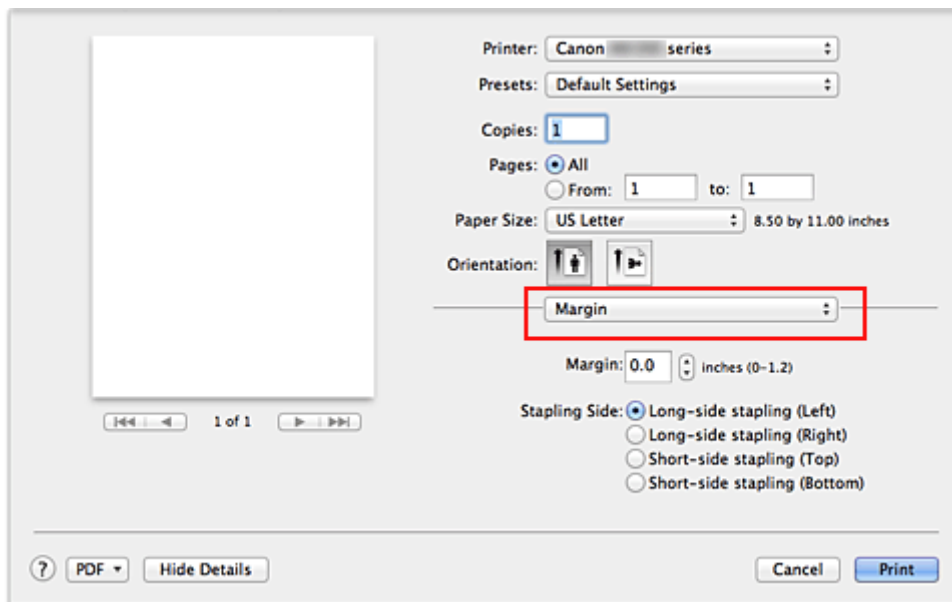 Printer: Canon series
Presets: Default Settings
Copies: 1
Pages: All
From: 1 to: 1
Paper Size: US Letter 8.50 by 11.00 inches
Orientation:
Margin
Margin: 0.0 inches (0-1.2)
1 of 1
Stapling Side: Long-side stapling (Left)
Long-side stapling (Right)
Short-side stapling (Top)
Short-side stapling (Bottom)
? PDF Hide Details Cancel Print